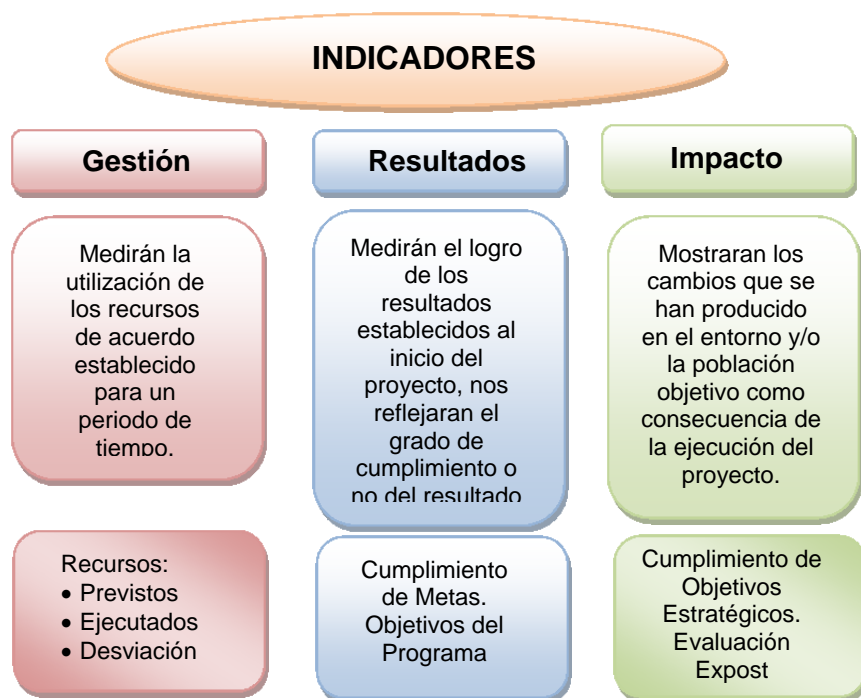 INDICADORES
Gestión
Resultados
Impacto
Medirán la
utilización de
los recursos
de acuerdo
establecido
para un
periodo de
tiempo.
Medirán el logro
de los
resultados
establecidos al
inicio del
proyecto, nos
reflejaran el
grado de
cumplimiento o
no del resultado
Mostraran los
cambios que se
han producido
en el entorno y/o
la población
objetivo como
consecuencia de
la ejecución del
proyecto.
Recursos:
• Previstos
• Ejecutados
• Desviación
Cumplimiento
de Metas.
Objetivos del
Programa
Cumplimiento de
Objetivos
Estratégicos.
Evaluación
Expost